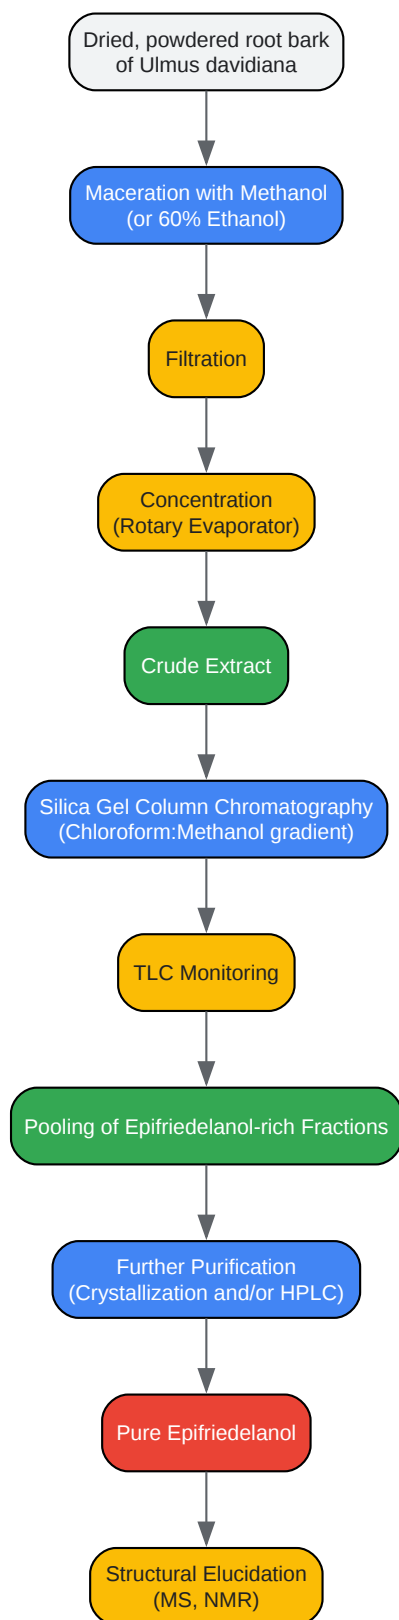 Dried, powdered root bark
of Ulmus davidiana
Maceration with Methanol
(or 60% Ethanol)
Filtration
Concentration
(Rotary Evaporator)
Crude Extract
Silica Gel Column Chromatography
(Chloroform:Methanol gradient)
TLC Monitoring
Pooling of Epifriedelanol-rich Fractions
Further Purification
(Crystallization and/or HPLC)
Pure Epifriedelanol
Structural Elucidation
(MS, NMR)